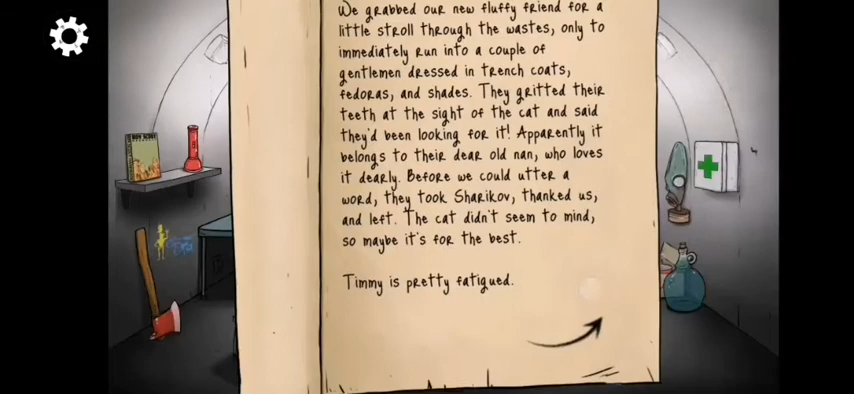 We grabbed our new fluffy friend for a
little stroll through the wastes, only to
immediately run into a couple of
gentlemen dressed in trench coats,
fedoras, and shades. They gritted their
teeth at the sight of the cat and said
they'd been looking for it! Apparently it
belongs to their dear old nan, who loves
it dearly. Before we could utter a
word, they took Sharikov, thanked us,
and left. The cat didn't seem to mind,
so maybe it's for the best.
Timmy is pretty fatigued.